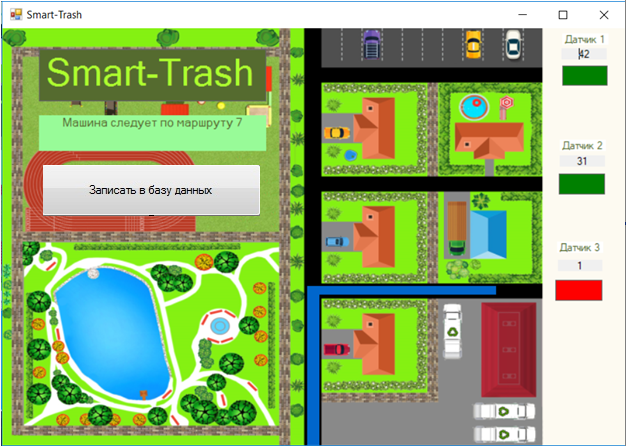 Smart-Trash
Smart-Trash
Машина следует по маршруту 7
Записать в базу данных
Датчик 1
42
Датчик 2
31
Датчик 3
1